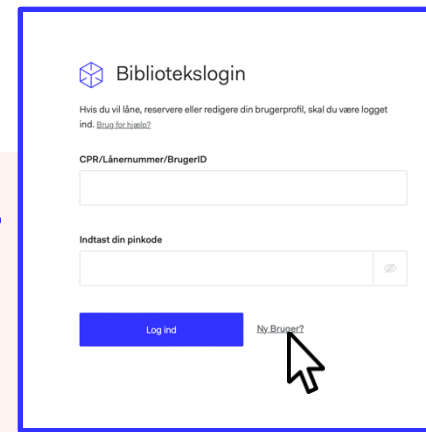 Bibliotekslogin
Hvis du vil låne, reservere eller redigere din brugerprofil, skal du være logget
ind. Brug for hjælp?
CPR/Lånernummer/BrugerID
Indtast din pinkode
Log ind
Ny Bruger?